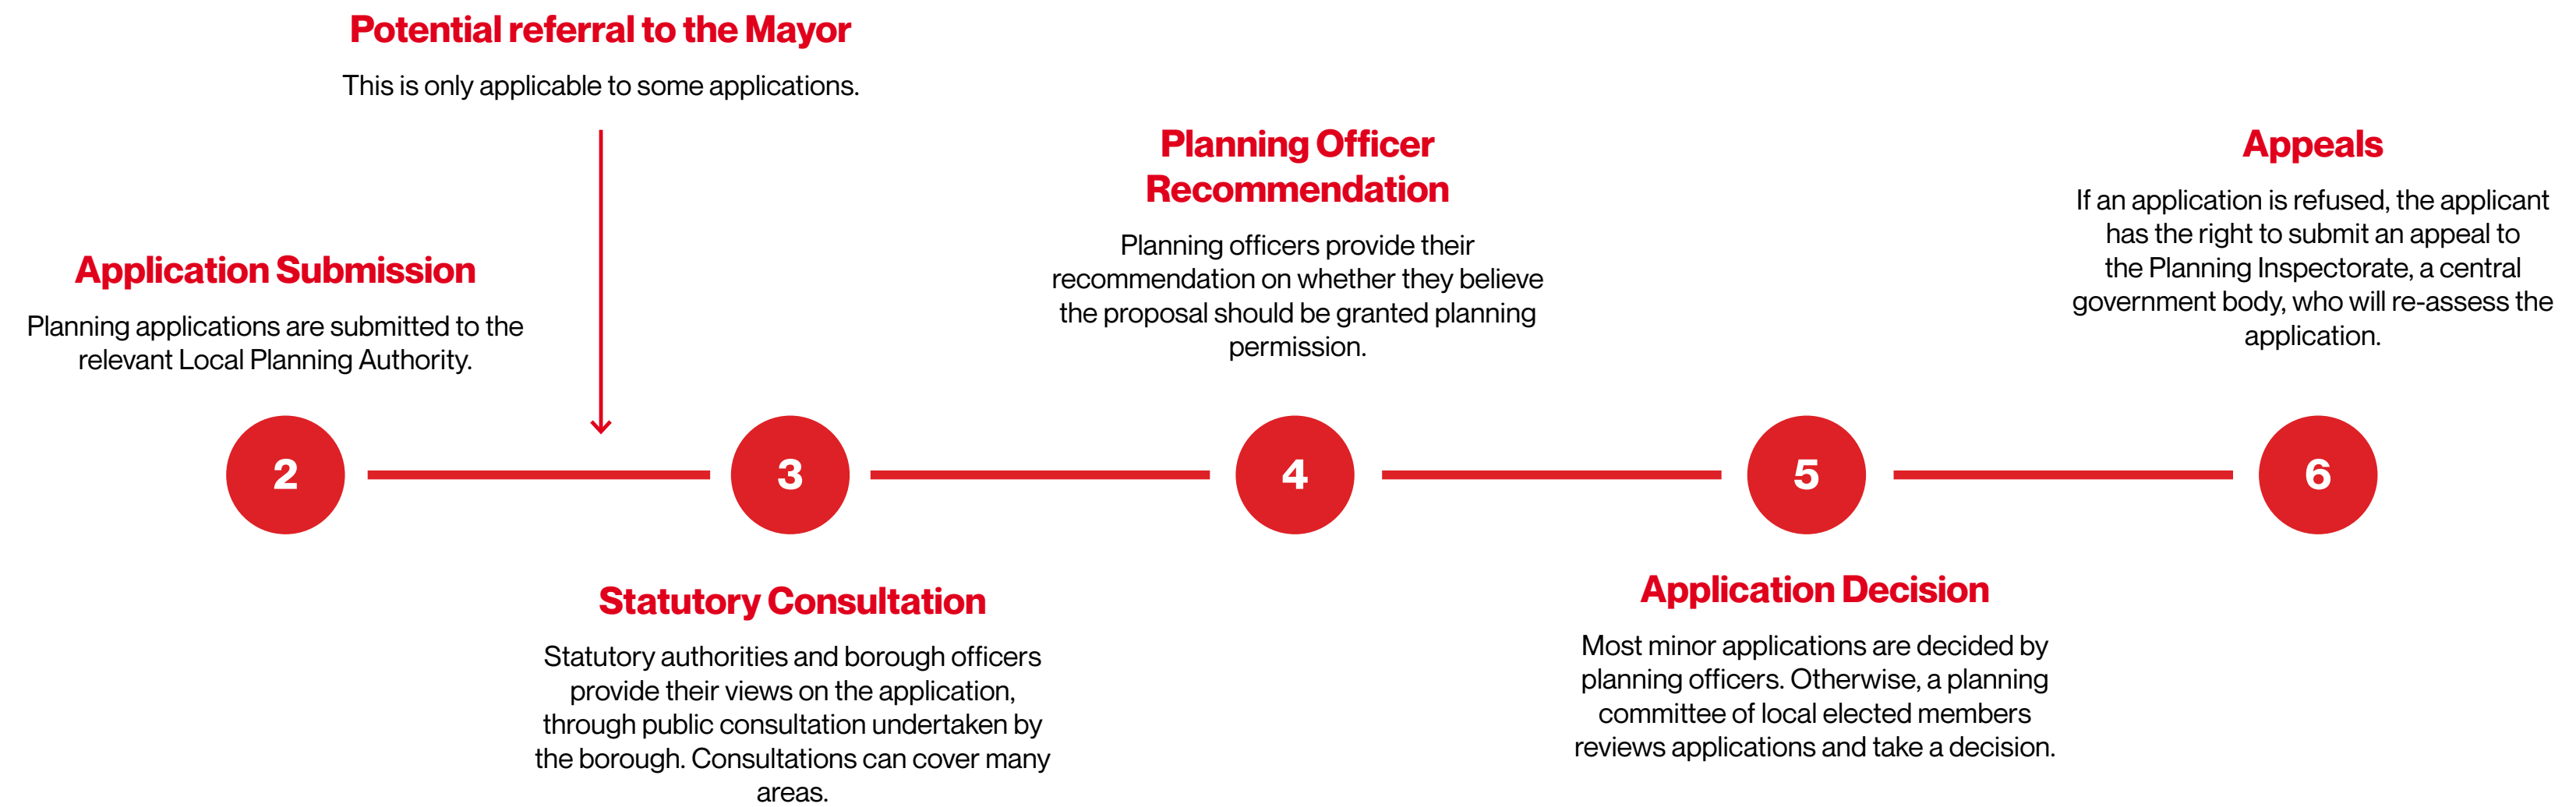 Potential referral to the Mayor
This is only applicable to some applications.
Application Submission
Planning applications are submitted to the
relevant Local Planning Authority.
Planning Officer
Recommendation
Planning officers provide their
recommendation on whether they believe
the proposal should be granted planning
permission.
Appeals
If an application is refused, the applicant
has the right to submit an appeal to
the Planning Inspectorate, a central
government body, who will re-assess the
application.
2
3
4
5
6
Statutory Consultation
Statutory authorities and borough officers
provide their views on the application,
through public consultation undertaken by
the borough. Consultations can cover many
areas.
Application Decision
Most minor applications are decided by
planning officers. Otherwise, a planning
committee of local elected members
reviews applications and take a decision.